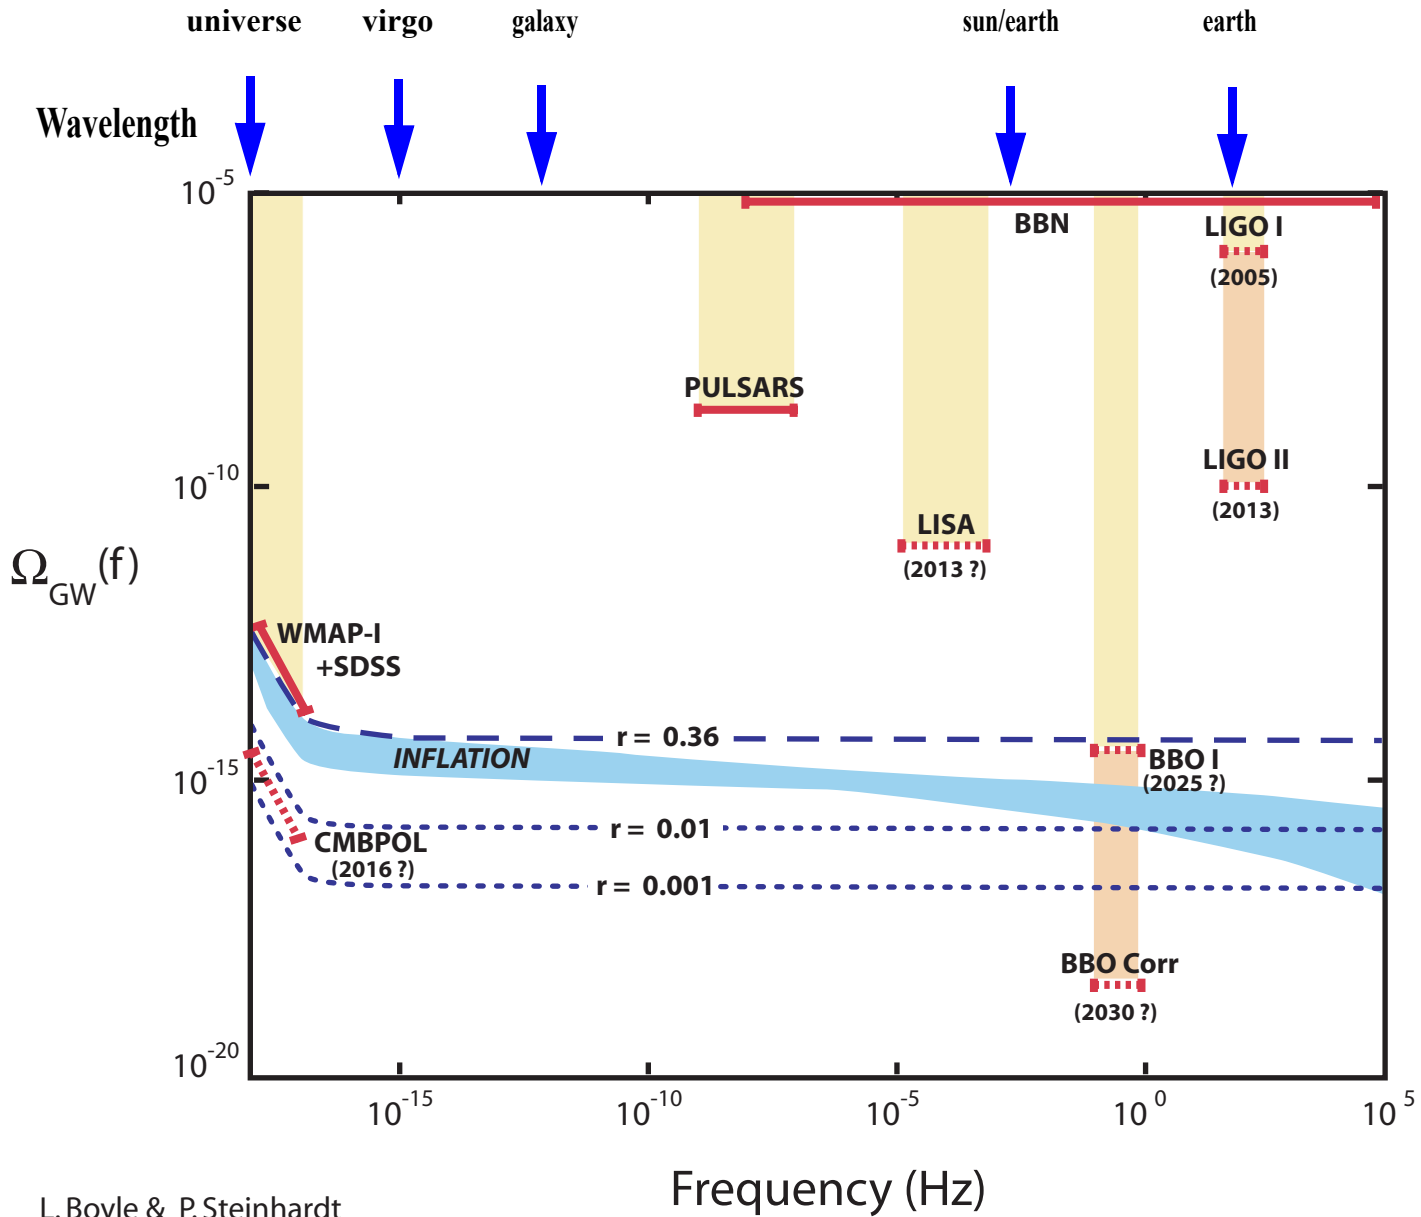 universe virgo galaxy sun/earth earth
Wavelength
10^-5
BBN
LIGO I
(2005)
PULSARS
LIGO II
(2013)
10^-10
LISA
(2013 ?)
Ω_GW(f)
WMAP-I
+SDSS
r = 0.36
INFLATION
BBO I
(2025 ?)
10^-15
r = 0.01
CMBPOL
(2016 ?)
r = 0.001
BBO Corr
(2030 ?)
10^-20
10^-15 10^-10 10^-5 10^0 10^5
Frequency (Hz)
L. Boyle & P. Steinhardt